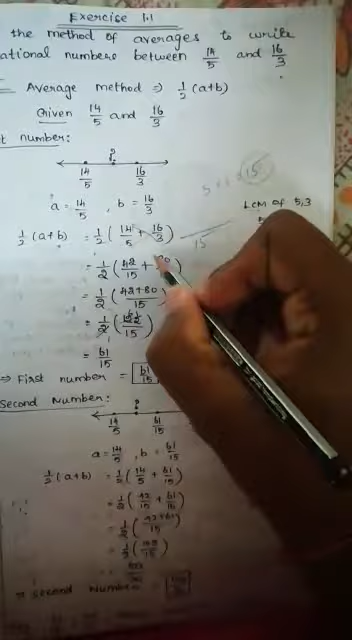 Exercise 1.1
the method of averages to write
ational numbers between 14/5 and 16/3
Average method ⇒ 1/2 (a+b)
Given 14/5 and 16/3
t number:
14/5 16/3
a = 14/5, b = 16/3
LCM of 5,3
1/2 (a+b) = 1/2 (14/5 + 16/3)
15
= 1/2 (42/15 + 80
= 1/2 (42+80/15)
= 1/2 (122/15)
= 61/15
⇒ First number = 61/15
Second Number:
14/5 61/15
a = 14/5, b = 61/15
1/2 (a+b) = 1/2 (14/5 + 61/15)
= 1/2 (42/15 + 61/15)
= 1/2 (42+61/15)
= 1/2
⇒ Second Number =